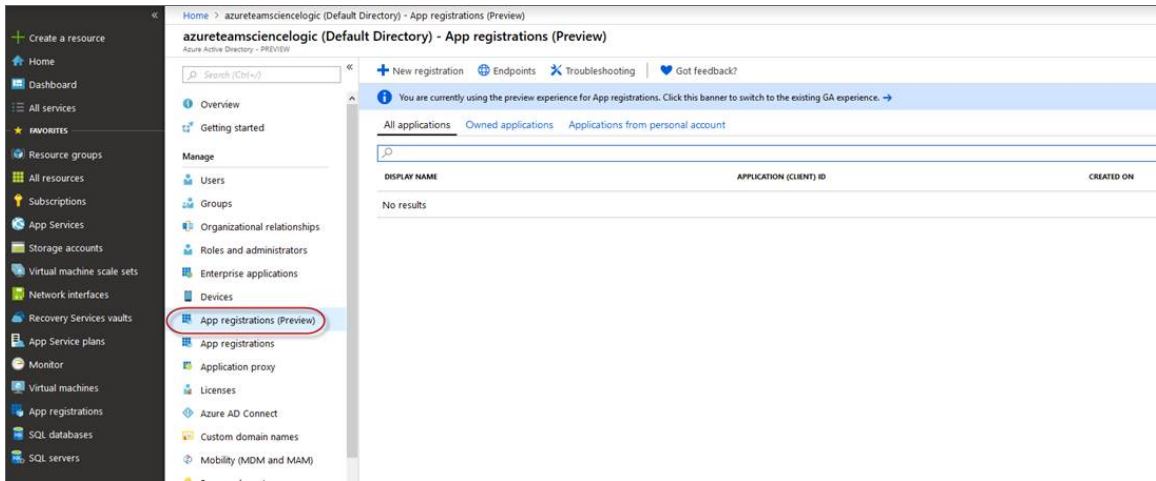 «
Create a resource
Home
Dashboard
All services
FAVORITES
Resource groups
All resources
Subscriptions
App Services
Storage accounts
Virtual machine scale sets
Network interfaces
Recovery Services vaults
App Service plans
Monitor
Virtual machines
App registrations
SQL databases
SQL servers
Home > azureteamsciencelogic (Default Directory) - App registrations (Preview)
azureteamsciencelogic (Default Directory) - App registrations (Preview)
Azure Active Directory - PREVIEW
Search (Ctrl+/)
«
Overview
Getting started
Manage
Users
Groups
Organizational relationships
Roles and administrators
Enterprise applications
Devices
App registrations (Preview)
App registrations
Application proxy
Licenses
Azure AD Connect
Custom domain names
Mobility (MDM and MAM)
New registration Endpoints Troubleshooting Got feedback?
You are currently using the preview experience for App registrations. Click this banner to switch to the existing GA experience. →
All applications Owned applications Applications from personal account
DISPLAY NAME APPLICATION (CLIENT) ID CREATED ON
No results